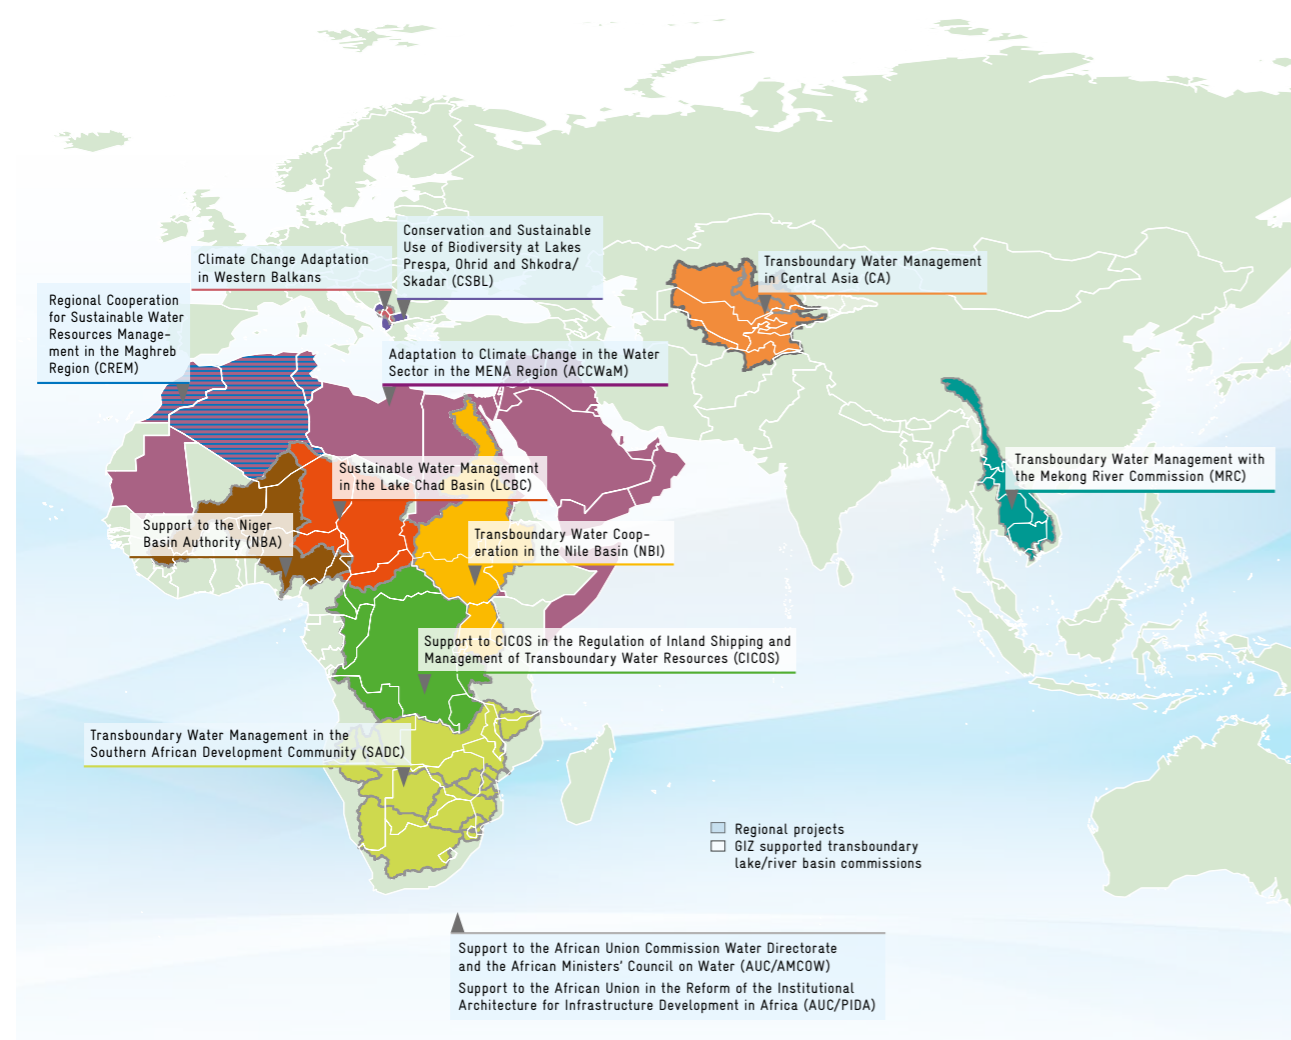 Conservation and Sustainable
Use of Biodiversity at Lakes
Prespa, Ohrid and Shkodra/
Skadar (CSBL)
Climate Change Adaptation
in Western Balkans
Transboundary Water Management
in Central Asia (CA)
Regional Cooperation
for Sustainable Water
Resources Manage-
ment in the Maghreb
Region (CREM)
Adaptation to Climate Change in the Water
Sector in the MENA Region (ACCWaM)
Sustainable Water Management
in the Lake Chad Basin (LCBC)
Transboundary Water Management with
the Mekong River Commission (MRC)
Support to the Niger
Basin Authority (NBA)
Transboundary Water Coop-
eration in the Nile Basin (NBI)
Support to CICOS in the Regulation of Inland Shipping and
Management of Transboundary Water Resources (CICOS)
Transboundary Water Management in the
Southern African Development Community (SADC)
Regional projects
GIZ supported transboundary
lake/river basin commissions
Support to the African Union Commission Water Directorate
and the African Ministers' Council on Water (AUC/AMCOW)
Support to the African Union in the Reform of the Institutional
Architecture for Infrastructure Development in Africa (AUC/PIDA)